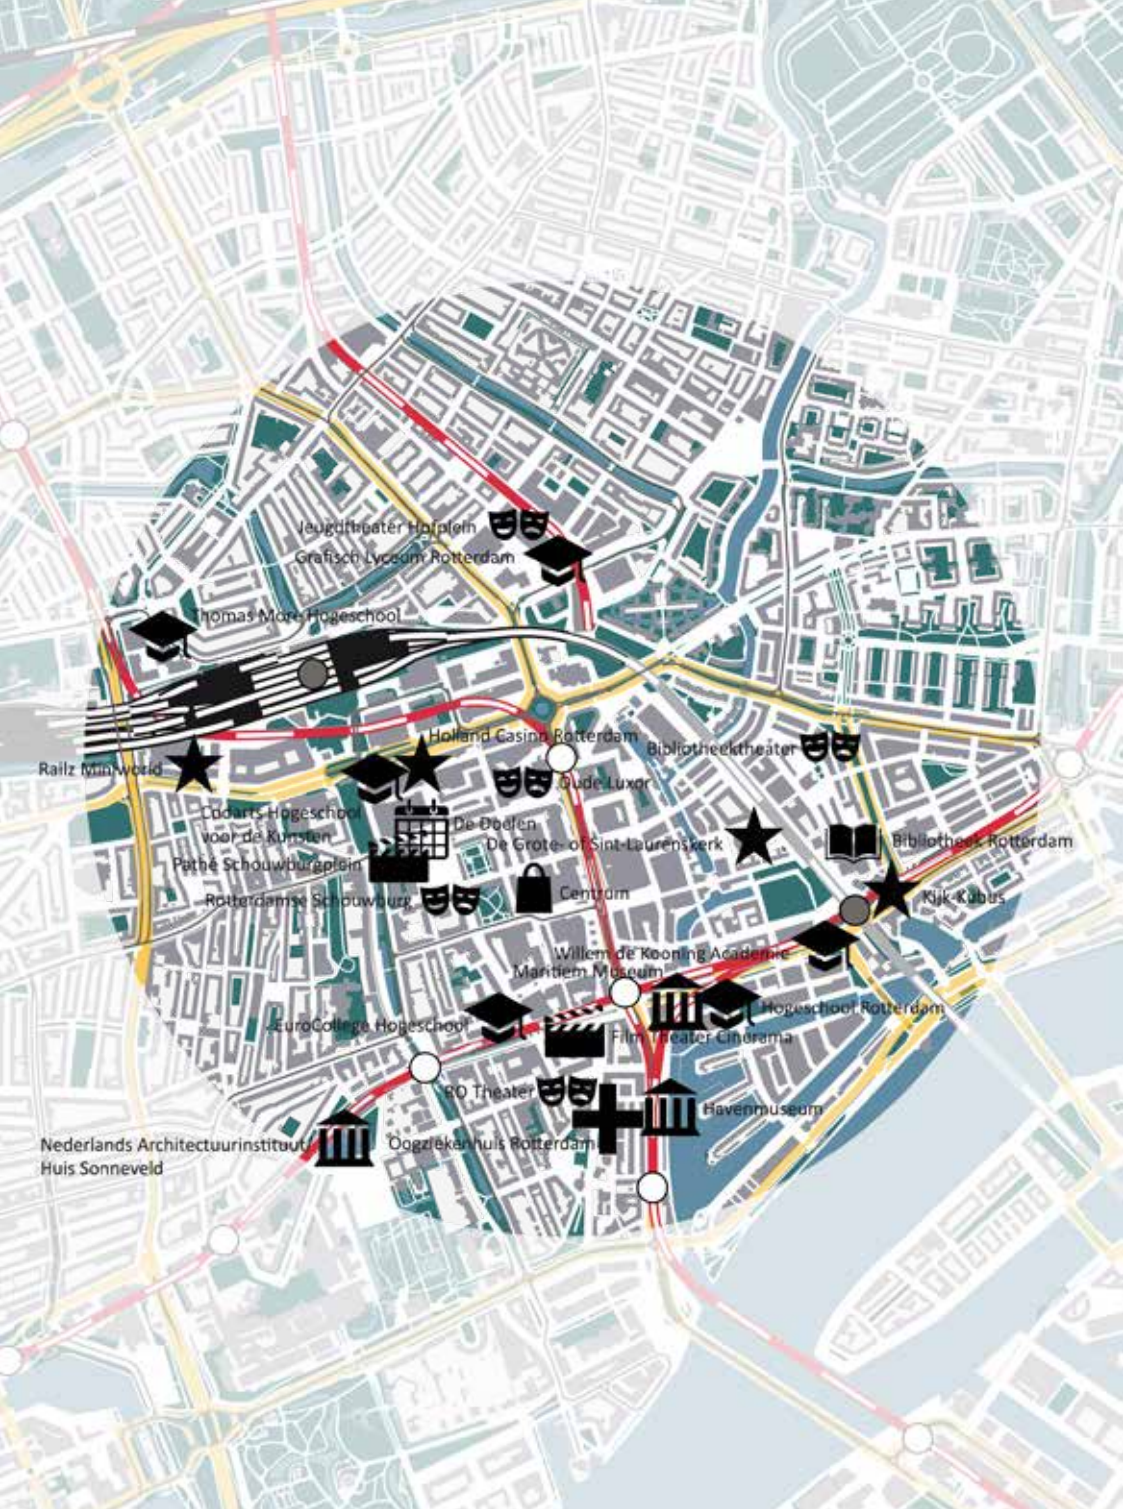 Jeugdtheater Hofplein
Grafisch Lyceum Rotterdam
Thomas More Hogeschool
Holland Casino Rotterdam
Bibliotheektheater
Railz Miniworld
Oude Luxor
Codarts Hogeschool
voor de Kunsten
De Doelen
De Grote- of Sint-Laurenskerk
Bibliotheek Rotterdam
Pathé Schouwburgplein
Rotterdamse Schouwburg
Centrum
Kijk-Kubus
Willem de Kooning Academie
Maritiem Museum
Hogeschool Rotterdam
EuroCollege Hogeschool
Film Theater Cinerama
RO Theater
Havenmuseum
Nederlands Architectuurinstituut/
Huis Sonneveld
Oogziekenhuis Rotterdam